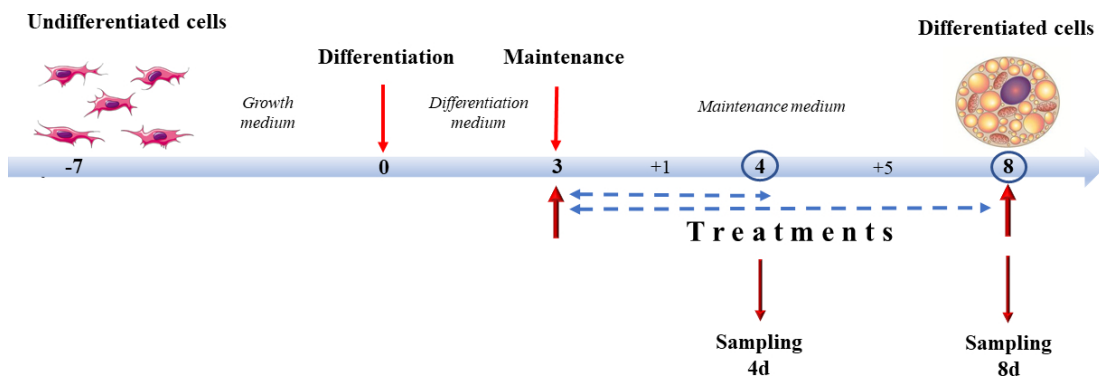 Undifferentiated cells
Differentiated cells
Differentiation
Maintenance
Growth
medium
Differentiation
medium
Maintenance medium
-7
0
3
+1
4
+5
8
Treatments
Sampling
4d
Sampling
8d